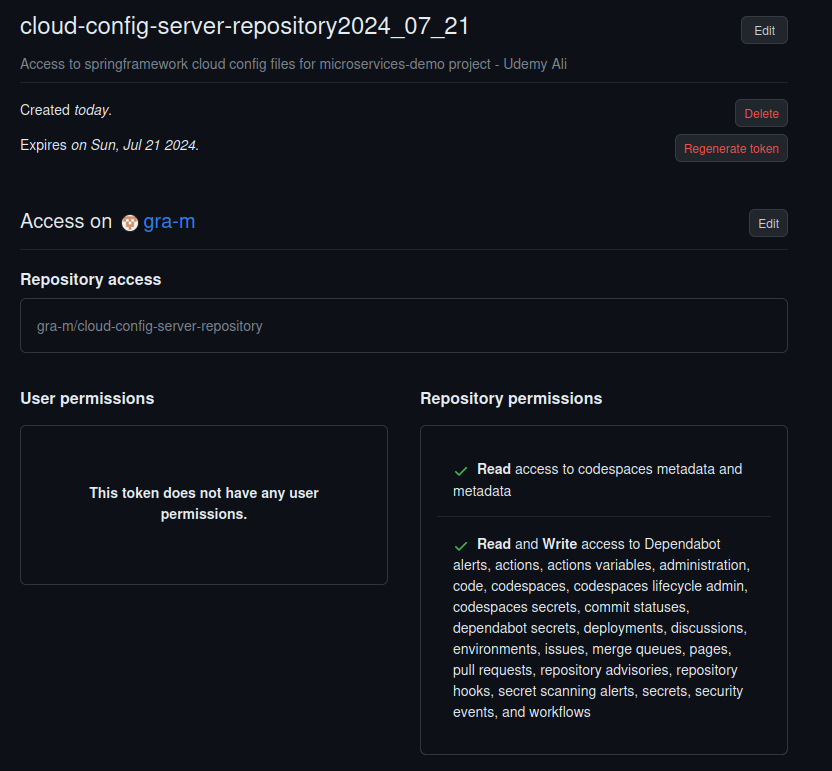 cloud-config-server-repository2024_07_21
Edit
Access to springframework cloud config files for microservices-demo project - Udemy Ali
Created today.
Delete
Expires on Sun, Jul 21 2024.
Regenerate token
Access on gra-m
Edit
Repository access
gra-m/cloud-config-server-repository
User permissions
This token does not have any user
permissions.
Repository permissions
Read access to codespaces metadata and
metadata
Read and Write access to Dependabot
alerts, actions, actions variables, administration,
code, codespaces, codespaces lifecycle admin,
codespaces secrets, commit statuses,
dependabot secrets, deployments, discussions,
environments, issues, merge queues, pages,
pull requests, repository advisories, repository
hooks, secret scanning alerts, secrets, security
events, and workflows